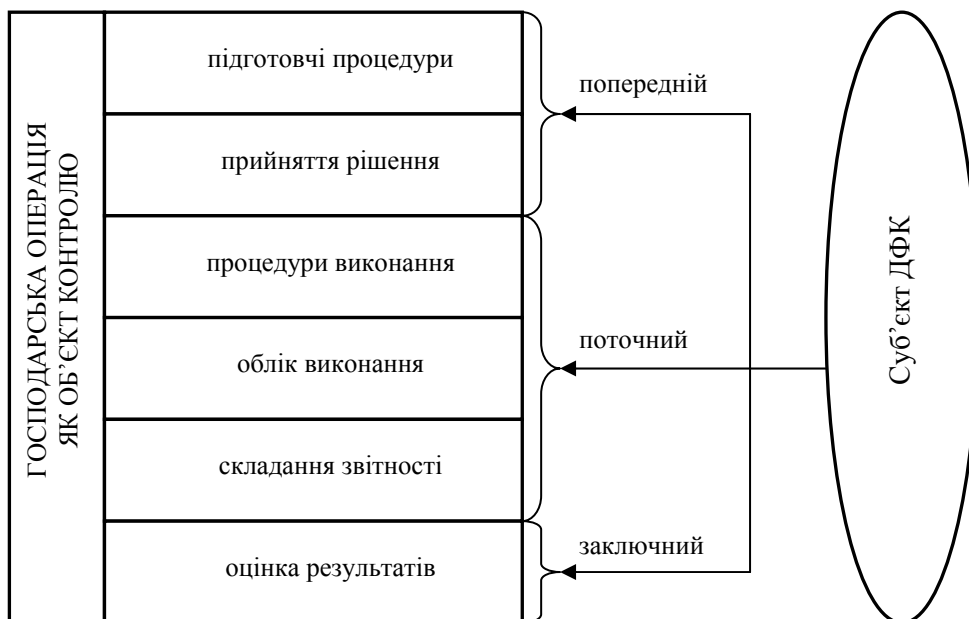 ГОСПОДАРСЬКА ОПЕРАЦІЯ
ЯК ОБ’ЄКТ КОНТРОЛЮ
підготовчі процедури
прийняття рішення
процедури виконання
облік виконання
складання звітності
оцінка результатів
попередній
поточний
заключний
Суб’єкт ДФК